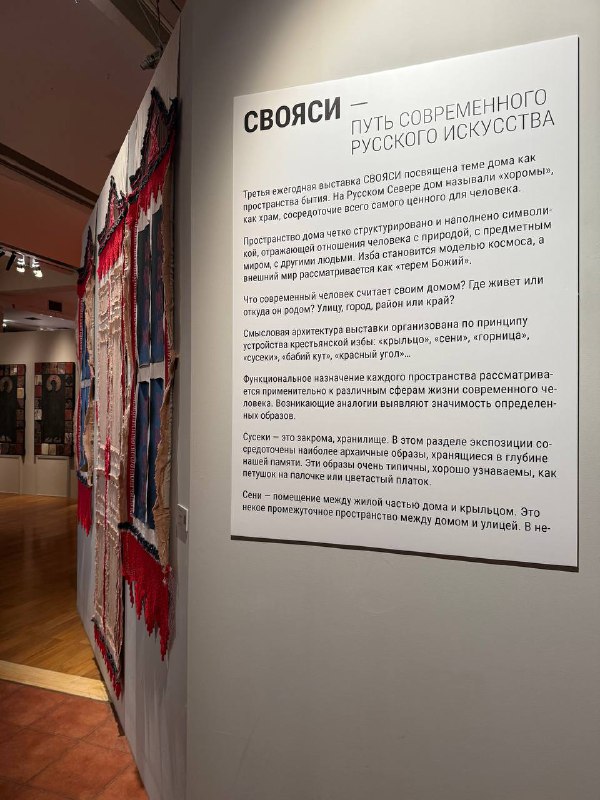 СВОЯСИ —
ПУТЬ СОВРЕМЕННОГО
РУССКОГО ИСКУССТВА
Третья ежегодная выставка СВОЯСИ посвящена теме дома как
пространства бытия. На Русском Севере дом называли «хоромы»,
как храм, сосредоточие всего самого ценного для человека.
Пространство дома четко структурировано и наполнено символи-
кой, отражающей отношения человека с природой, с предметным
миром, с другими людьми. Изба становится моделью космоса, а
внешний мир рассматривается как «терем Божий».
Что современный человек считает своим домом? Где живет или
откуда он родом? Улицу, город, район или край?
Смысловая архитектура выставки организована по принципу
устройства крестьянской избы: «крыльцо», «сени», «горница»,
«сусеки», «бабий кут», «красный угол»...
Функциональное назначение каждого пространства рассматрива-
ется применительно к различным сферам жизни современного че-
ловека. Возникающие аналогии выявляют значимость определен-
ных образов.
Сусеки — это закрома, хранилище. В этом разделе экспозиции со-
средоточены наиболее архаичные образы, хранящиеся в глубине
нашей памяти. Эти образы очень типичны, хорошо узнаваемы, как
петушок на палочке или цветастый платок.
Сени — помещение между жилой частью дома и крыльцом. Это
некое промежуточное пространство между домом и улицей. В не-